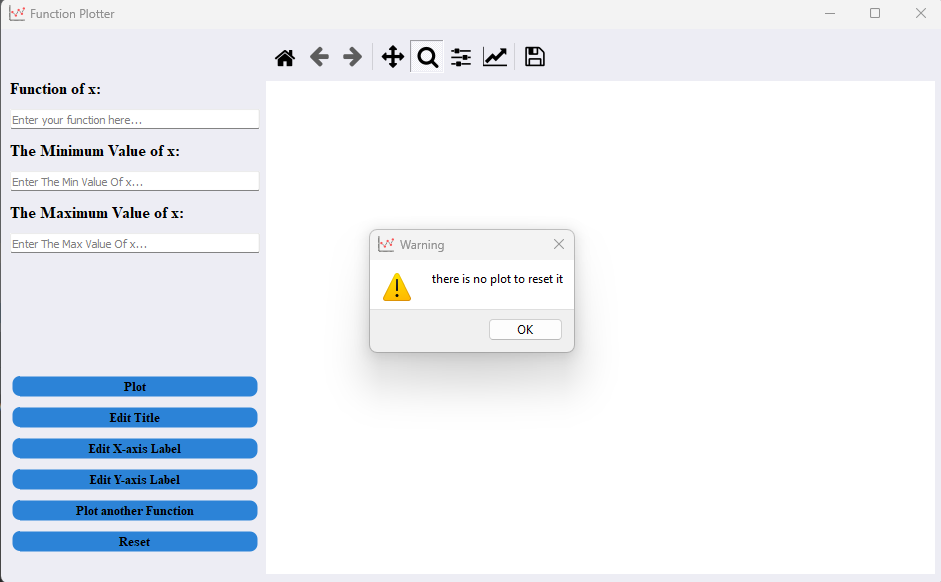 Function Plotter
Function of x:
Enter your function here...
The Minimum Value of x:
Enter The Min Value Of x...
The Maximum Value of x:
Enter The Max Value Of x...
Plot
Edit Title
Edit X-axis Label
Edit Y-axis Label
Plot another Function
Reset
Warning
there is no plot to reset it
OK